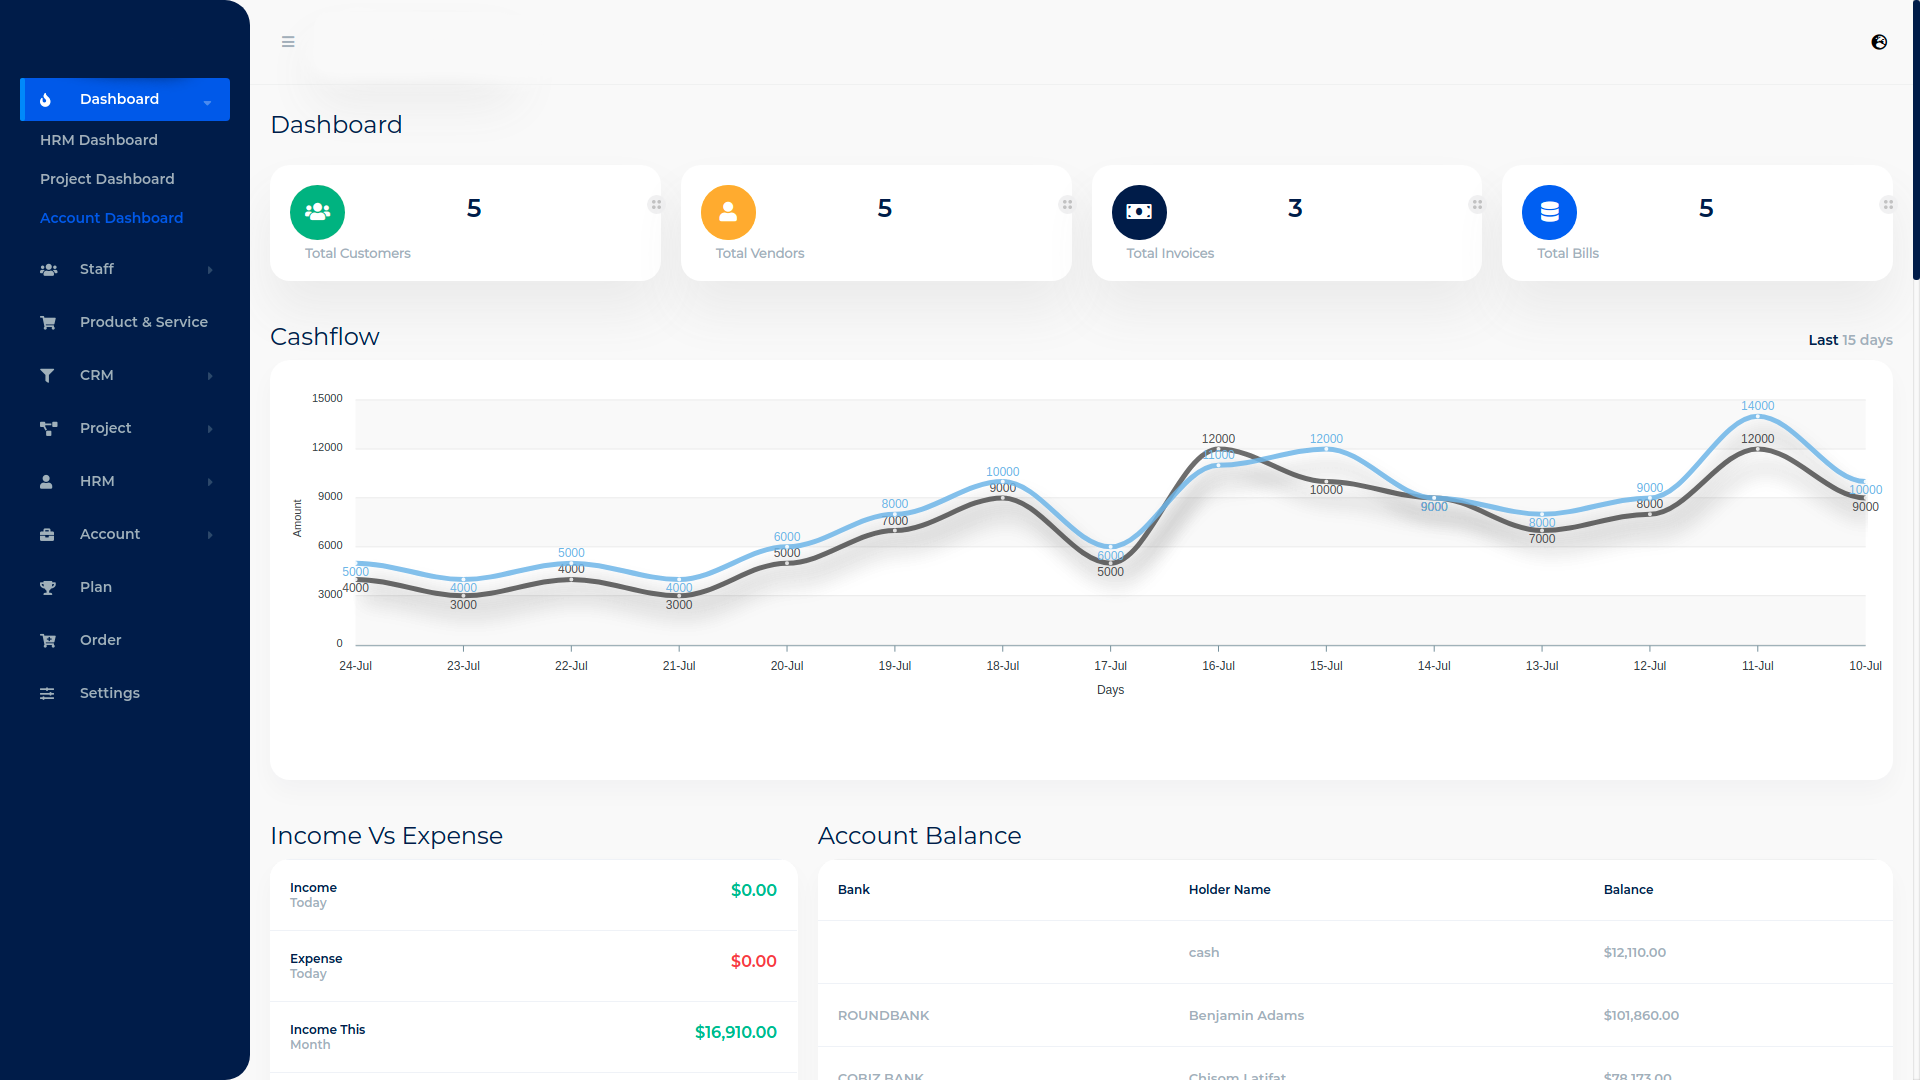 Dashboard
HRM Dashboard
Project Dashboard
Account Dashboard
Staff
Product & Service
CRM
Project
HRM
Account
Plan
Order
Settings
Dashboard
5
Total Customers
5
Total Vendors
3
Total Invoices
5
Total Bills
Cashflow
Last 15 days
15000
12000
9000
6000
3000
0
Amount
5000
4000
5000
4000
6000
8000
10000
6000
11000
12000
9000
8000
9000
14000
10000
4000
3000
4000
3000
5000
7000
9000
5000
12000
10000
7000
8000
12000
9000
24-Jul 23-Jul 22-Jul 21-Jul 20-Jul 19-Jul 18-Jul 17-Jul 16-Jul 15-Jul 14-Jul 13-Jul 12-Jul 11-Jul 10-Jul
Days
Income Vs Expense
Income
Today
$0.00
Expense
Today
$0.00
Income This
Month
$16,910.00
Account Balance
Bank Holder Name Balance
cash $12,110.00
ROUNDBANK Benjamin Adams $101,860.00
COBIZ BANK Chisom Latifat $78,173.00